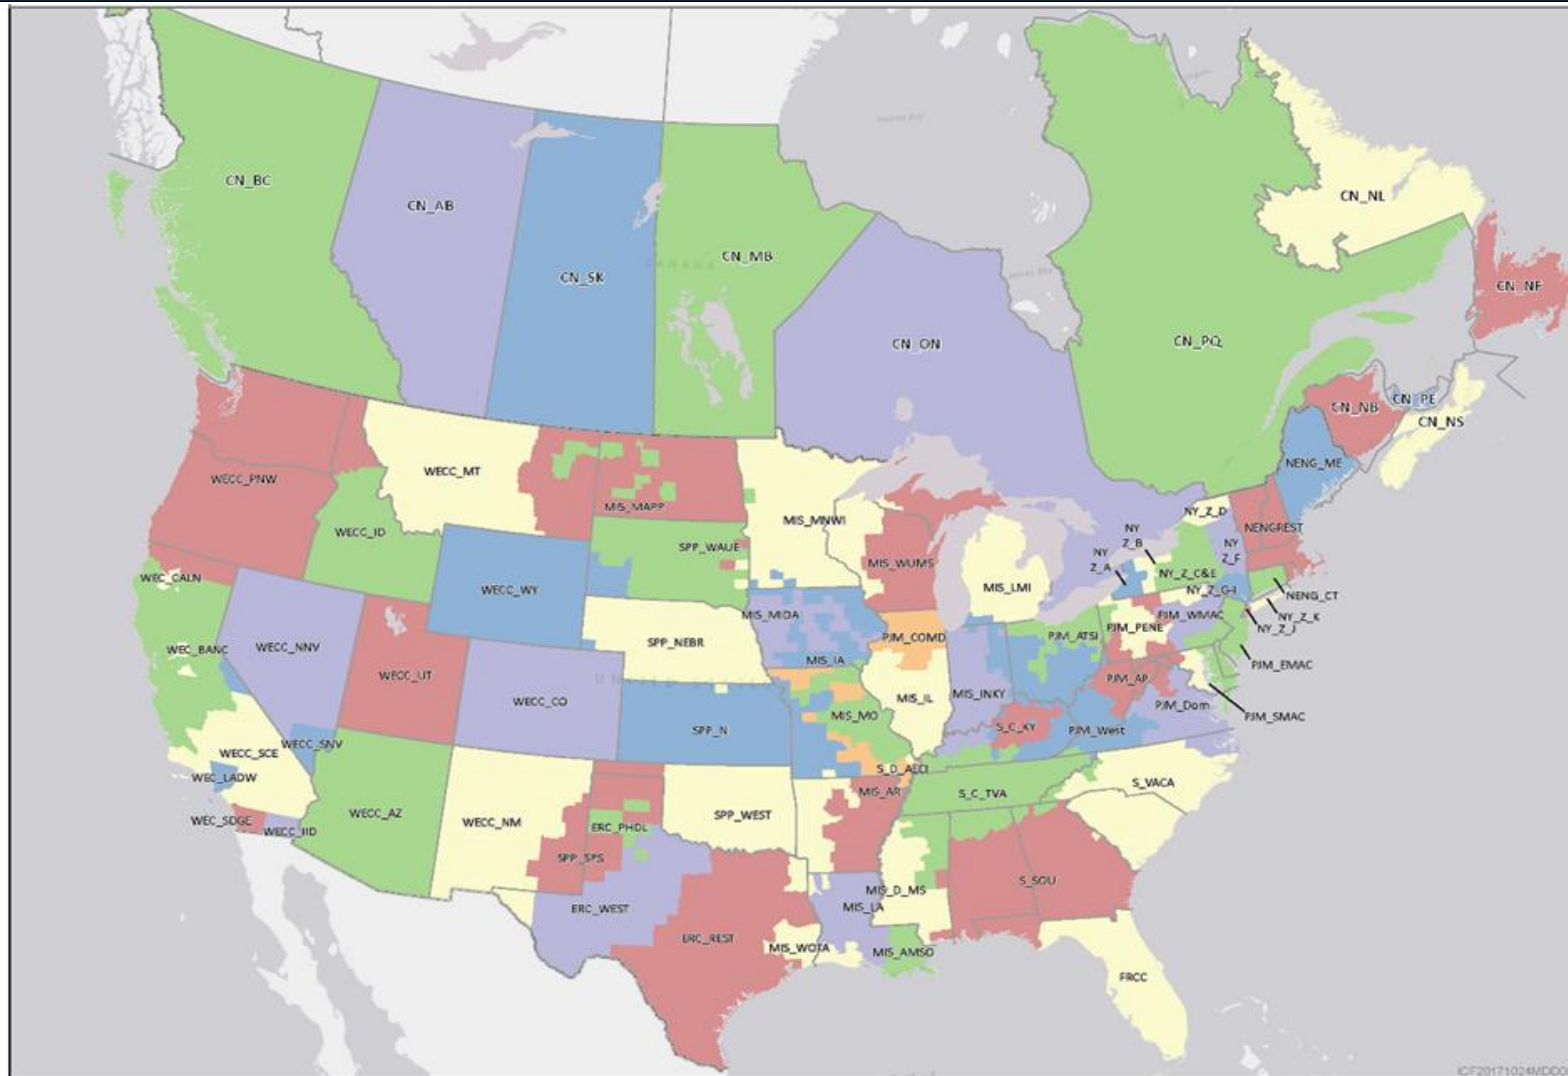 CN_BC
CN_AB
CN_SK
CN_MB
CN_ON
CN_PQ
CN_NL
CN_NF
CN_NB
CN_PE
CN_NS
WECC_PNW
WECC_MT
MIS_MAPP
MIS_MNWI
NENG_ME
NY_Z_D
NENGREST
NY
Z_B
NY
Z_F
NY
Z_A
NY_Z_C&E
NY_Z_G-I
NENG_CT
NY_Z_K
NY_Z_J
WECC_ID
SPP_WAUE
MIS_WUMS
MIS_LMI
WEC_CALN
WECC_WY
MIS_MIDA
PJM_COMD
PJM_ATSI
PJM_PENE
PJM_WMAC
WEC_BANC
WECC_NNV
SPP_NEBR
MIS_IA
PJM_EMAC
WECC_UT
WECC_CO
MIS_IL
MIS_INKY
PJM_AP
PJM_Dom
PJM_SMAC
MIS_MO
SPP_N
S_C_KY
PJM_West
WECC_SNV
WECC_SCE
WEC_LADW
S_D_AECI
MIS_AR
S_C_TVA
S_VACA
WEC_SDGE
WECC_IID
WECC_AZ
WECC_NM
ERC_PHDL
SPP_WEST
SPP_SPS
S_SOU
MIS_D_MS
MIS_LA
ERC_WEST
ERC_REST
MIS_WOTA
MIS_AMSO
FRCC